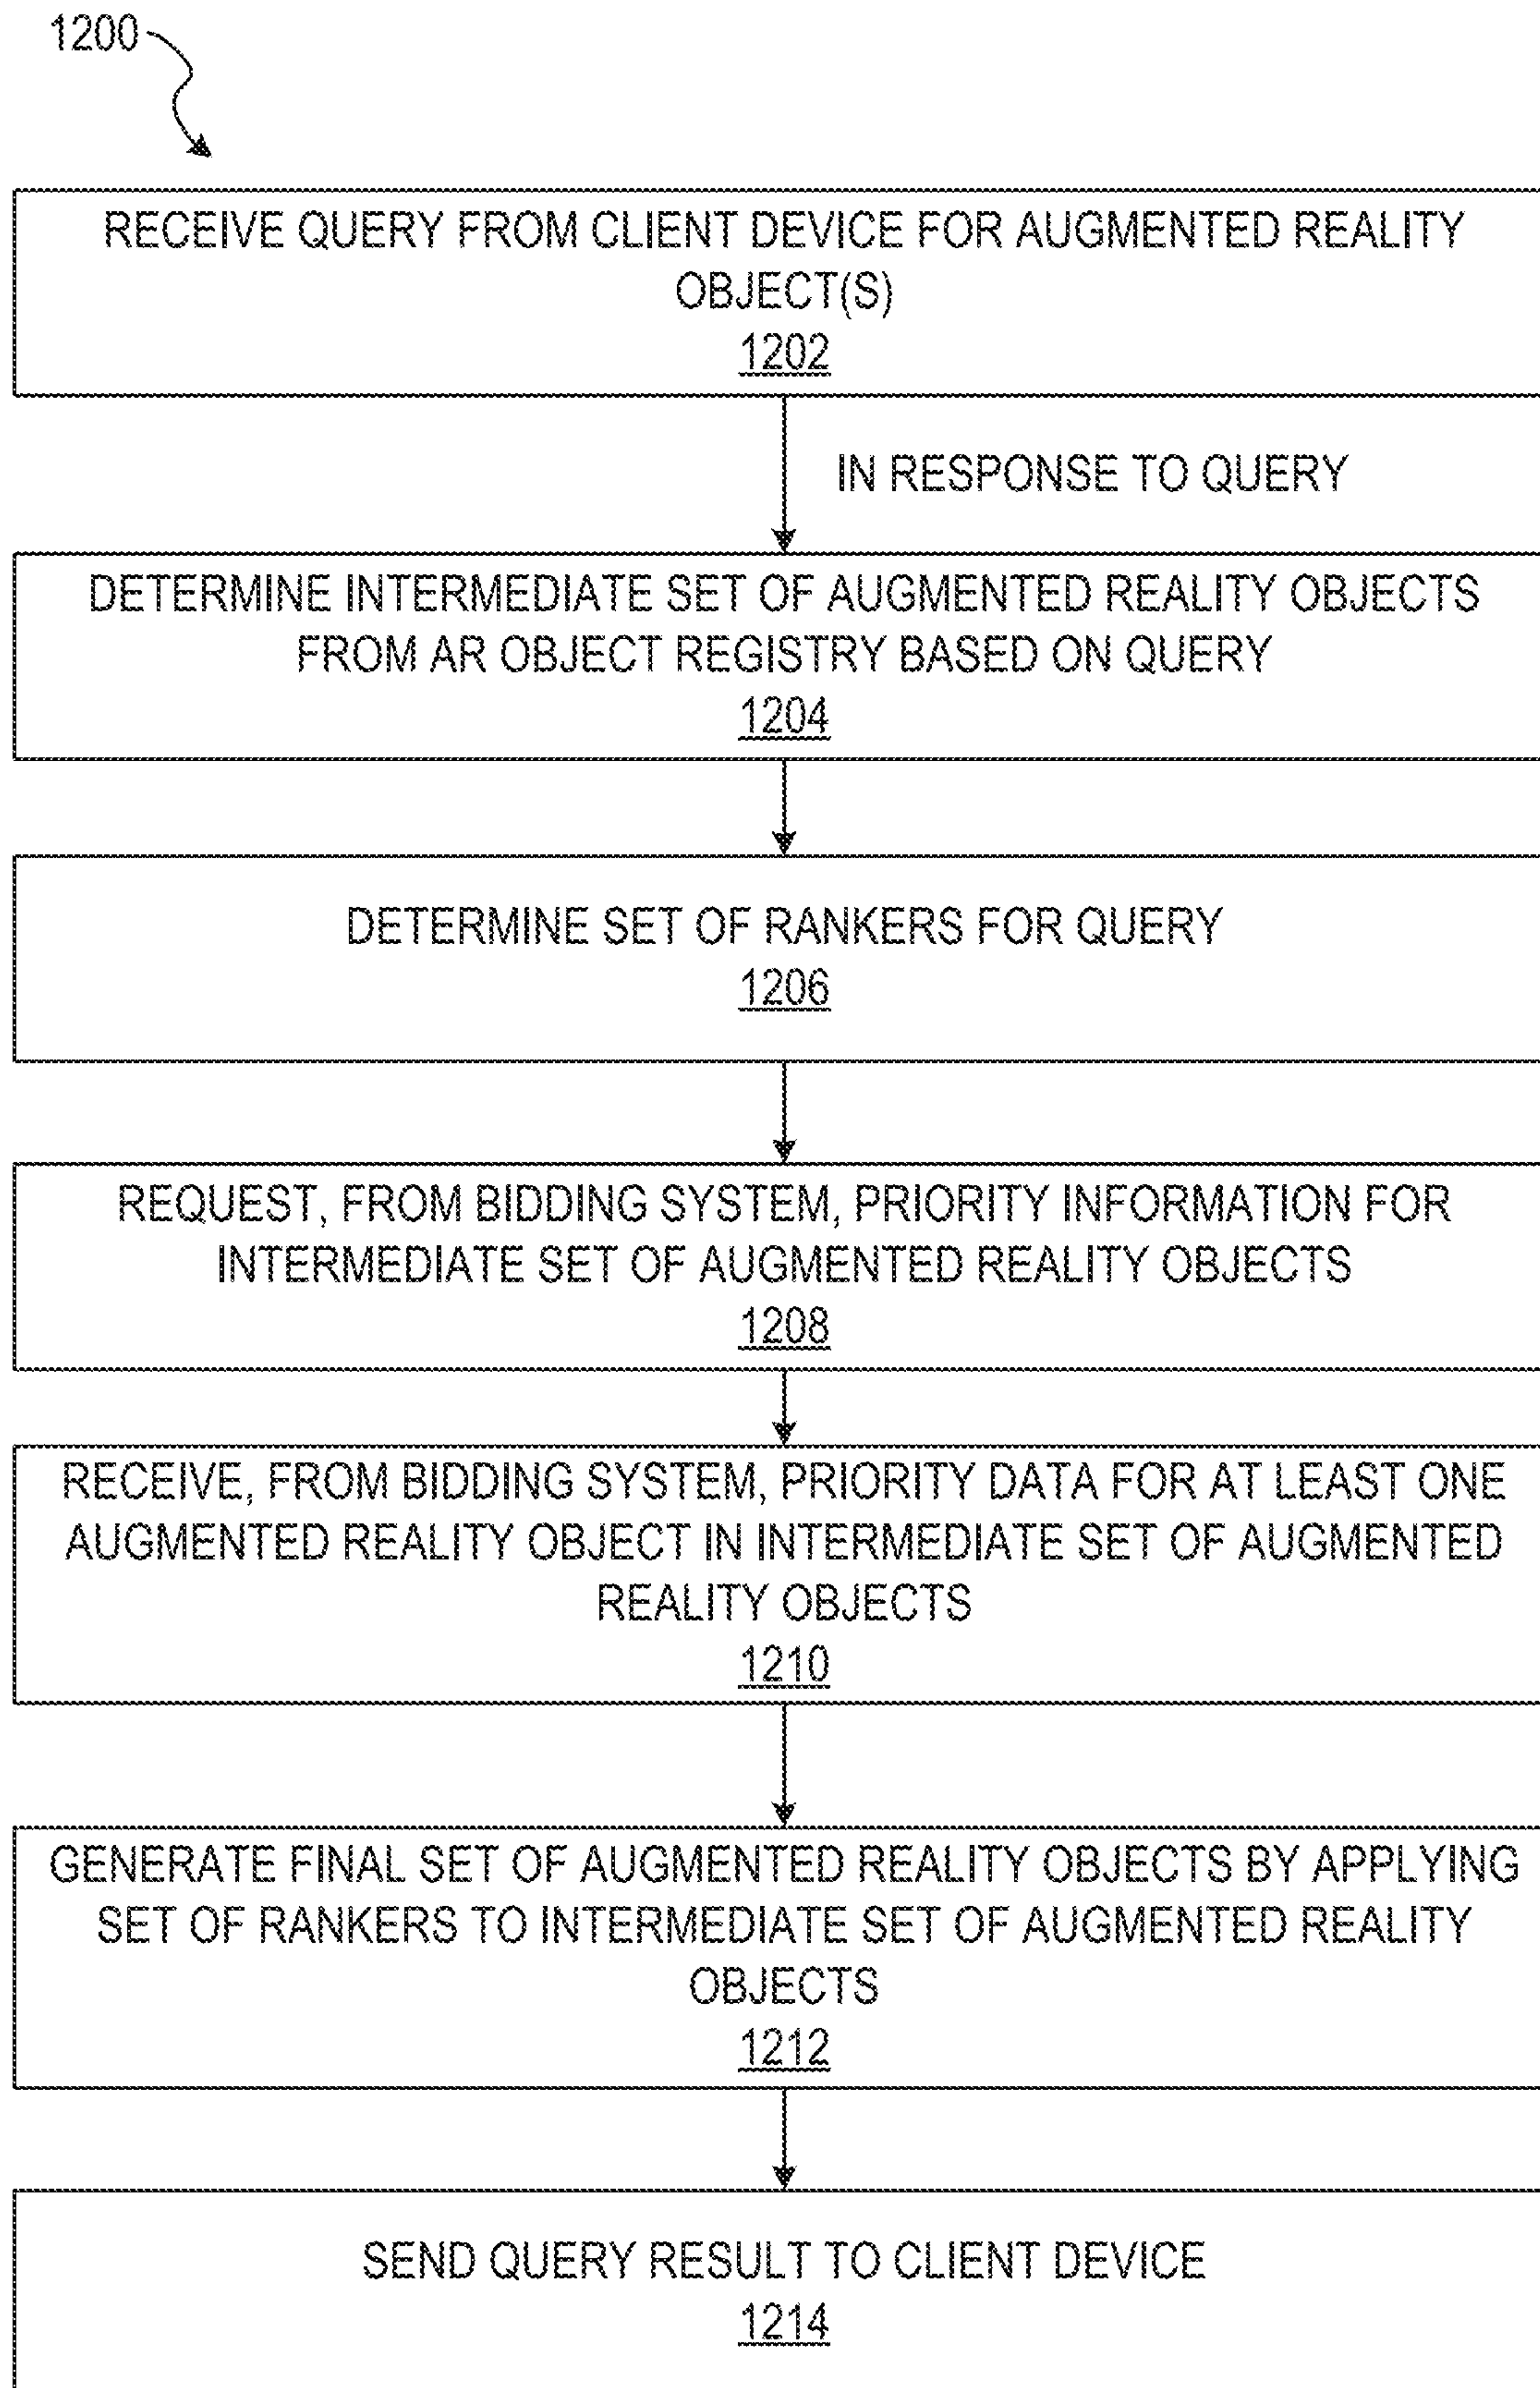 1200
RECEIVE QUERY FROM CLIENT DEVICE FOR AUGMENTED REALITY
OBJECT(S)
1202
IN RESPONSE TO QUERY
DETERMINE INTERMEDIATE SET OF AUGMENTED REALITY OBJECTS
FROM AR OBJECT REGISTRY BASED ON QUERY
1204
DETERMINE SET OF RANKERS FOR QUERY
1206
REQUEST, FROM BIDDING SYSTEM, PRIORITY INFORMATION FOR
INTERMEDIATE SET OF AUGMENTED REALITY OBJECTS
1208
RECEIVE, FROM BIDDING SYSTEM, PRIORITY DATA FOR AT LEAST ONE
AUGMENTED REALITY OBJECT IN INTERMEDIATE SET OF AUGMENTED
REALITY OBJECTS
1210
GENERATE FINAL SET OF AUGMENTED REALITY OBJECTS BY APPLYING
SET OF RANKERS TO INTERMEDIATE SET OF AUGMENTED REALITY
OBJECTS
1212
SEND QUERY RESULT TO CLIENT DEVICE
1214